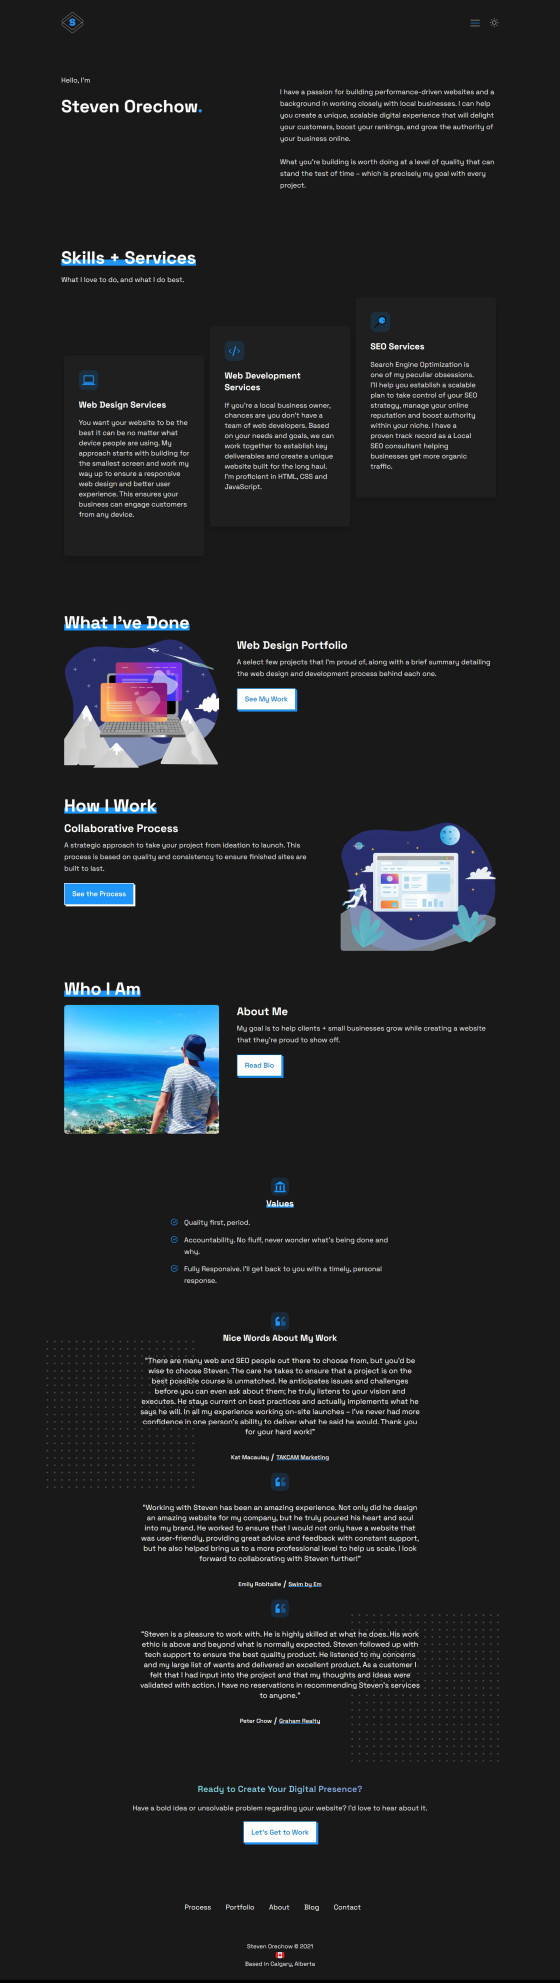 S
Hello, I'm
Steven Orechow.
I have a passion for building performance-driven websites and a
background in working closely with local businesses. I can help
you create a unique, scalable digital experience that will delight
your customers, boost your rankings, and grow the authority of
your business online.
What you're building is worth doing at a level of quality that can
stand the test of time – which is precisely my goal with every
project.
Skills + Services
What I love to do, and what I do best.
Web Design Services
You want your website to be the
best it can be no matter what
device people are using. My
approach starts with building for
the smallest screen and work my
way up to ensure a responsive
web design and better user
experience. This ensures your
business can engage customers
from any device.
Web Development
Services
If you're a local business owner,
chances are you don't have a
team of web developers. Based
on your needs and goals, we can
work together to establish key
deliverables and create a unique
website built for the long haul.
I'm proficient in HTML, CSS and
JavaScript.
SEO Services
Search Engine Optimization is
one of my peculiar obsessions.
I'll help you establish a scalable
plan to take control of your SEO
strategy, manage your online
reputation and boost authority
within your niche. I have a
proven track record as a Local
SEO consultant helping
businesses get more organic
traffic.
What I've Done
Web Design Portfolio
A select few projects that I'm proud of, along with a brief summary detailing
the web design and development process behind each one.
See My Work
How I Work
Collaborative Process
A strategic approach to take your project from ideation to launch. This
process is based on quality and consistency to ensure finished sites are
built to last.
See the Process
Who I Am
About Me
My goal is to help clients + small businesses grow while creating a website
that they're proud to show off.
Read Bio
Values
Quality first, period.
Accountability. No fluff, never wonder what's being done and
why.
Fully Responsive. I'll get back to you with a timely, personal
response.
Nice Words About My Work
"There are many web and SEO people out there to choose from, but you'd be
wise to choose Steven. The care he takes to ensure that a project is on the
best possible course is unmatched. He anticipates issues and challenges
before you can even ask about them; he truly listens to your vision and
executes. He stays current on best practices and actually implements what he
says he will. In all my experience working on-site launches – I've never had more
confidence in one person's ability to deliver what he said he would. Thank you
for your hard work!"
Kat Macaulay / TAKCAM Marketing
"Working with Steven has been an amazing experience. Not only did he design
an amazing website for my company, but he truly poured his heart and soul
into my brand. He worked to ensure that I would not only have a website that
was user-friendly, providing great advice and feedback with constant support,
but he also helped bring us to a more professional level to help us scale. I look
forward to collaborating with Steven further!"
Emily Robitaille / Swim by Em
"Steven is a pleasure to work with. He is highly skilled at what he does. His work
ethic is above and beyond what is normally expected. Steven followed up with
tech support to ensure the best quality product. He listened to my concerns
and my large list of wants and delivered an excellent product. As a customer I
felt that I had input into the project and that my thoughts and ideas were
validated with action. I have no reservations in recommending Steven's services
to anyone."
Peter Chow / Graham Realty
Ready to Create Your Digital Presence?
Have a bold idea or unsolvable problem regarding your website? I'd love to hear about it.
Let's Get to Work
Process Portfolio About Blog Contact
Steven Orechow © 2021
Based in Calgary, Alberta